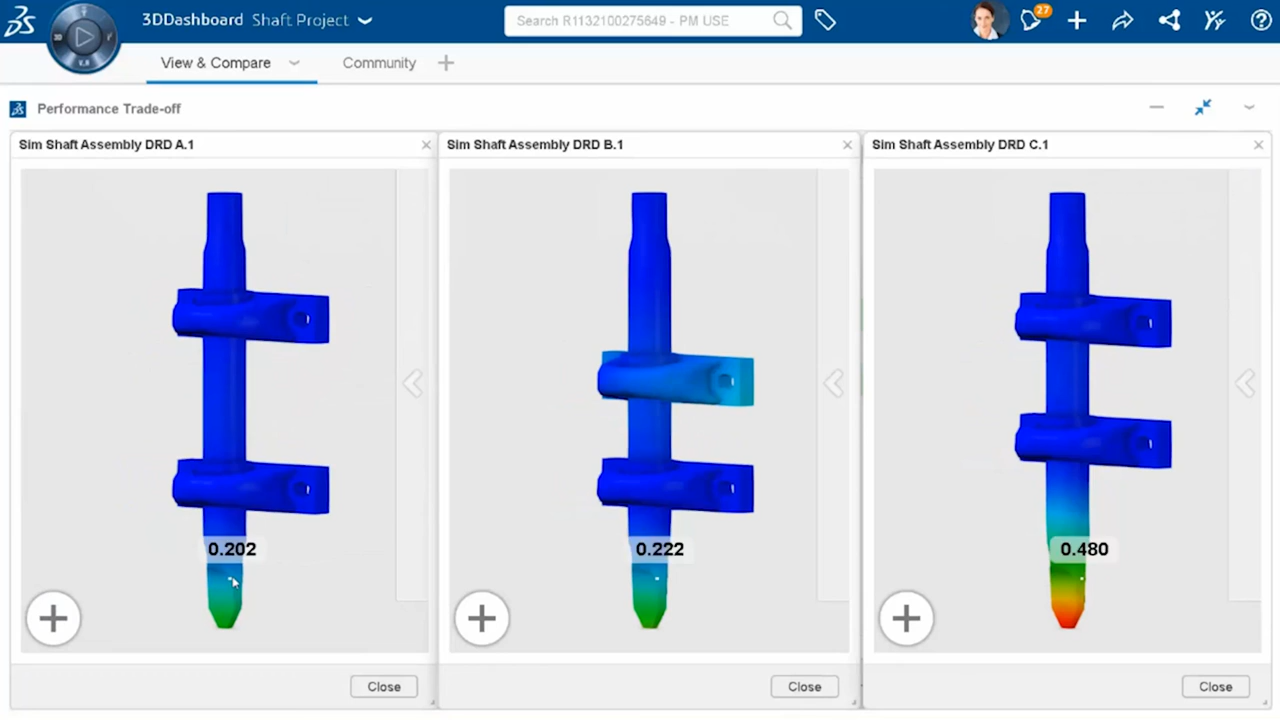 3DDashboard Shaft Project
Search R1132100275649 - PM USE
27
3D
V.R
View & Compare
Community
Performance Trade-off
Sim Shaft Assembly DRD A.1
Sim Shaft Assembly DRD B.1
Sim Shaft Assembly DRD C.1
0.202
0.222
0.480
Close
Close
Close